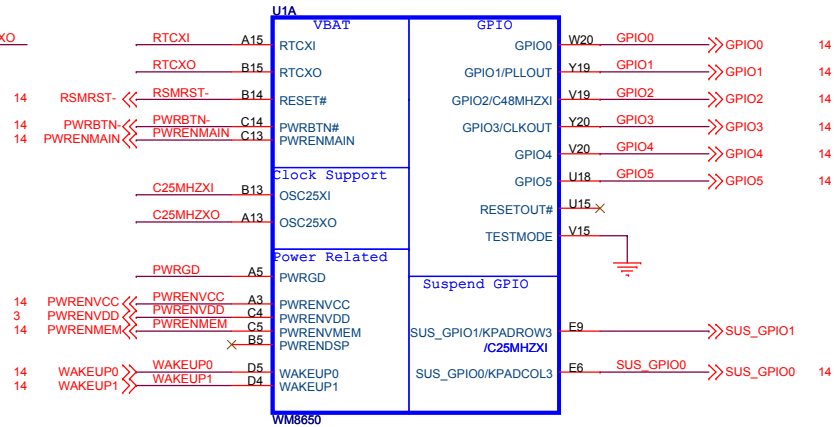 U1A
VBAT GPIO
XO RTCXI A15 RTCXI GPIO0 W20 GPIO0 GPIO0 14
RTCXO B15 RTCXO GPIO1/PLLOUT Y19 GPIO1 GPIO1 14
14 RSMRST- RSMRST- B14 RESET# GPIO2/C48MHZXI V19 GPIO2 GPIO2 14
14 PWRBTN- PWRBTN- C14 PWRBTN# GPIO3/CLKOUT Y20 GPIO3 GPIO3 14
14 PWRENMAIN PWRENMAIN C13 PWRENMAIN
GPIO4 V20 GPIO4 GPIO4 14
Clock Support
GPIO5 U18 GPIO5 GPIO5 14
C25MHZXI B13 OSC25XI
RESETOUT# U15
C25MHZXO A13 OSC25XO
TESTMODE V15
Power Related
PWRGD A5 PWRGD
Suspend GPIO
14 PWRENVCC PWRENVCC A3 PWRENVCC
3 PWRENVDD PWRENVDD C4 PWRENVDD
14 PWRENMEM PWRENMEM C5 PWRENVMEM
B5 PWRENDSP
SUS_GPIO1/KPADROW3 E9 SUS_GPIO1
/C25MHZXI
14 WAKEUP0 WAKEUP0 D5 WAKEUP0 SUS_GPIO0/KPADCOL3 E6 SUS_GPIO0 SUS_GPIO0 14
14 WAKEUP1 WAKEUP1 D4 WAKEUP1
WM8650